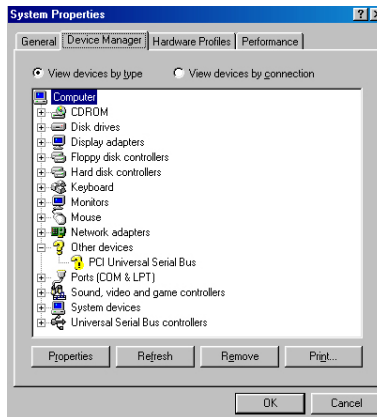 System Properties
General Device Manager Hardware Profiles Performance
View devices by type View devices by connection
Computer
CDROM
Disk drives
Display adapters
Floppy disk controllers
Hard disk controllers
Keyboard
Monitors
Mouse
Network adapters
Other devices
PCI Universal Serial Bus
Ports (COM & LPT)
Sound, video and game controllers
System devices
Universal Serial Bus controllers
Properties Refresh Remove Print...
OK Cancel